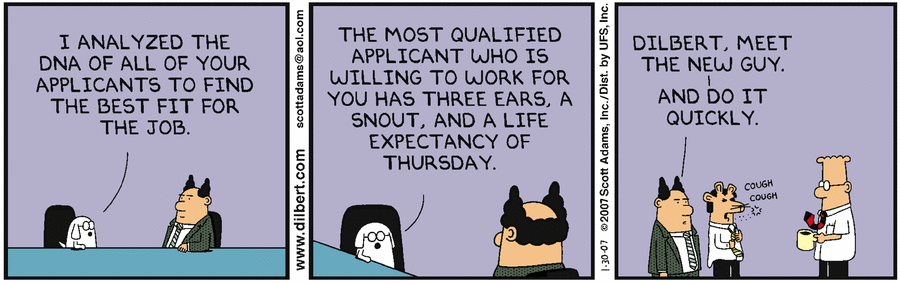 I ANALYZED THE
DNA OF ALL OF YOUR
APPLICANTS TO FIND
THE BEST FIT FOR
THE JOB.
www.dilbert.com scottadams@aol.com
THE MOST QUALIFIED
APPLICANT WHO IS
WILLING TO WORK FOR
YOU HAS THREE EARS, A
SNOUT, AND A LIFE
EXPECTANCY OF
THURSDAY.
1-30-07 ©2007 Scott Adams, Inc./Dist. by UFS, Inc.
DILBERT, MEET
THE NEW GUY.
AND DO IT
QUICKLY.
COUGH
COUGH